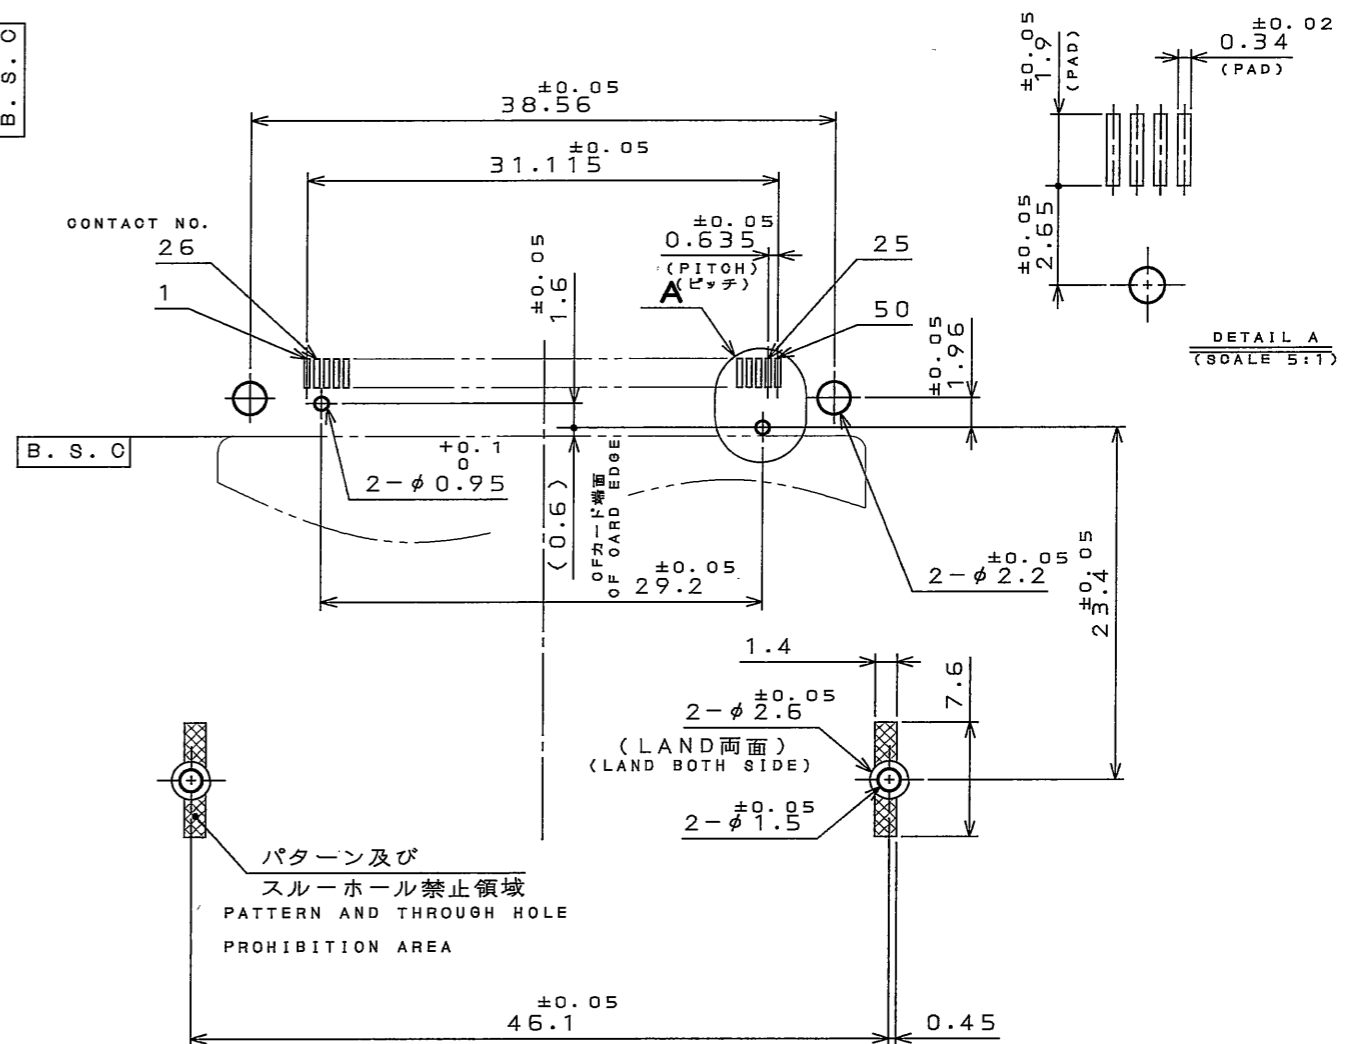 B. S. C
±0. 05
38.56
±0. 05
31.115
CONTACT NO.
26
1
±0. 05
1.6
±0. 05
0.635
(PITCH)
(ピッチ)
A
25
50
±0. 05
1.96
±0. 05
1.9
(PAD)
±0. 02
0.34
(PAD)
±0. 05
2.65
DETAIL A
(SCALE 5:1)
B. S. C
+0. 1
0
2-φ0.95
(0.6)
CFカード端面
CF CARD EDGE
±0. 05
29.2
±0. 05
2-φ2.2
±0. 05
23.4
1.4
7.6
±0. 05
2-φ2.6
(LAND両面)
(LAND BOTH SIDE)
±0. 05
2-φ1.5
パターン及び
スルーホール禁止領域
PATTERN AND THROUGH HOLE
PROHIBITION AREA
±0. 05
46.1
0.45